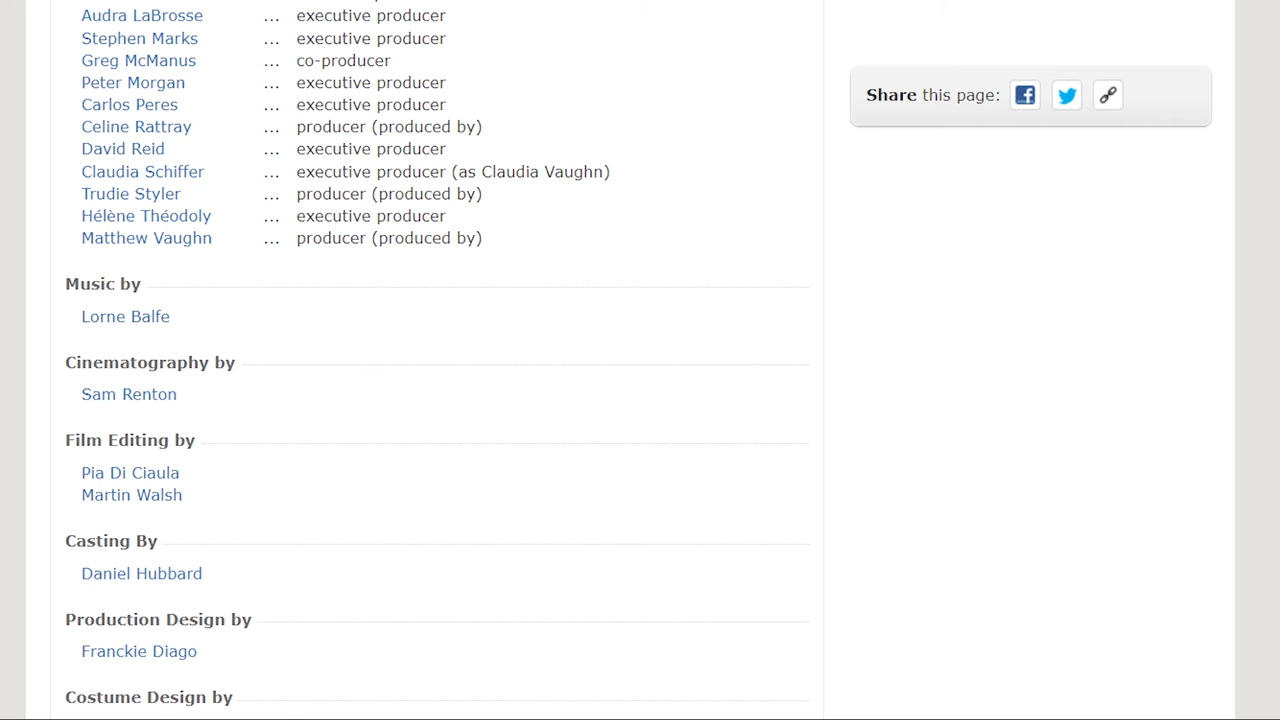 Audra LaBrosse ... executive producer
Stephen Marks ... executive producer
Greg McManus ... co-producer
Peter Morgan ... executive producer
Carlos Peres ... executive producer
Celine Rattray ... producer (produced by)
David Reid ... executive producer
Claudia Schiffer ... executive producer (as Claudia Vaughn)
Trudie Styler ... producer (produced by)
Hélène Théodoly ... executive producer
Matthew Vaughn ... producer (produced by)
Share this page:
Music by
Lorne Balfe
Cinematography by
Sam Renton
Film Editing by
Pia Di Ciaula
Martin Walsh
Casting By
Daniel Hubbard
Production Design by
Franckie Diago
Costume Design by